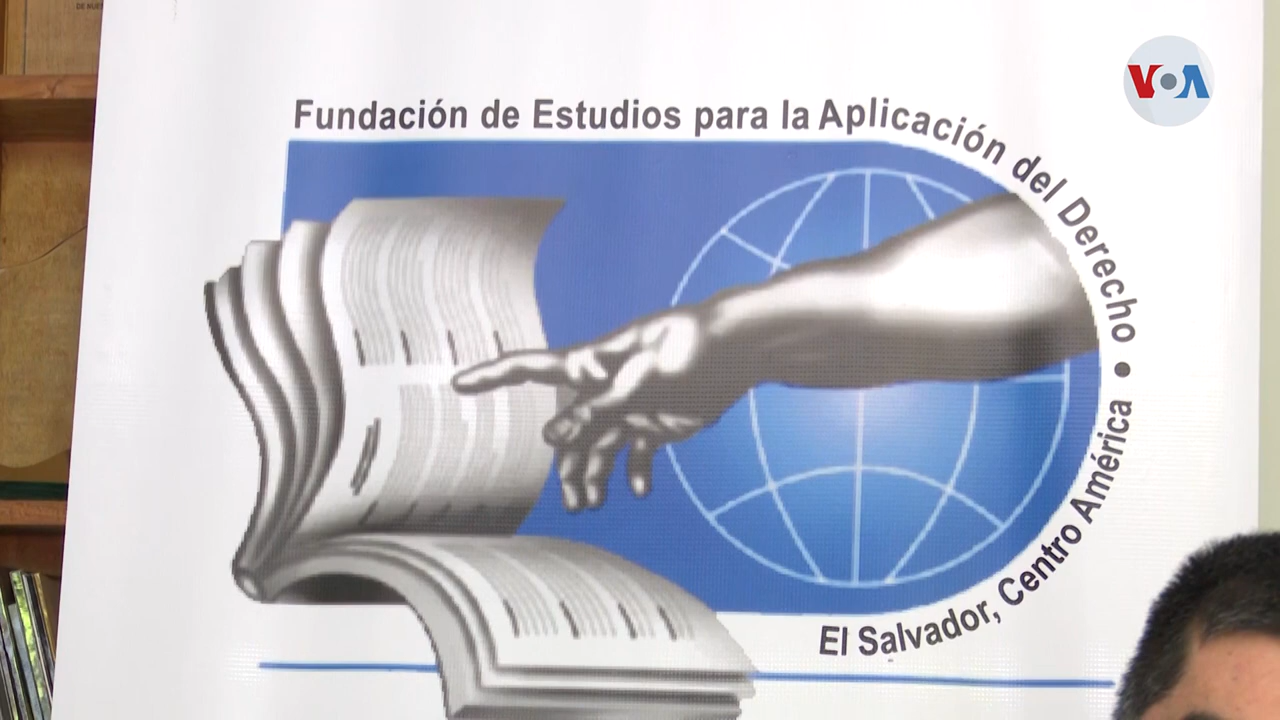 VOA
Fundación de Estudios para la Aplicación del Derecho •
El Salvador, Centro América